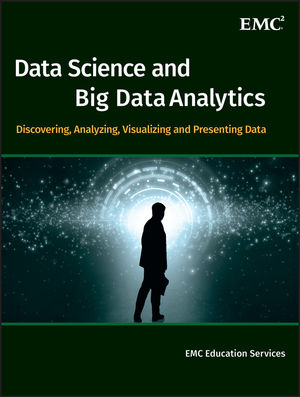 EMC²
Data Science and
Big Data Analytics
Discovering, Analyzing, Visualizing and Presenting Data
EMC Education Services